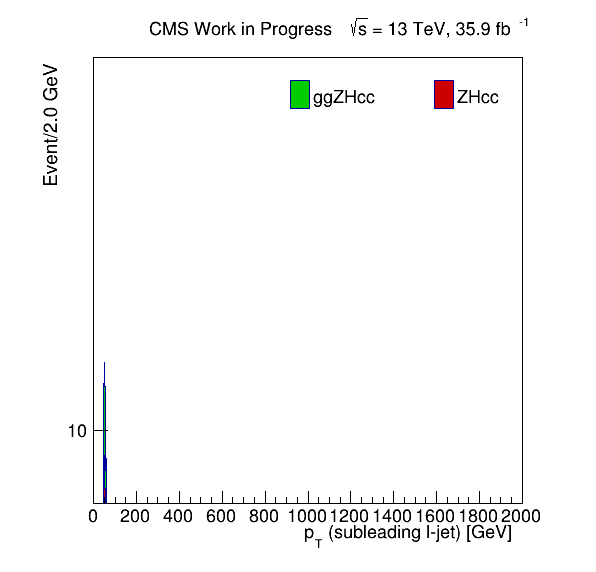 CMS Work in Progress √s = 13 TeV, 35.9 fb -1
Event/2.0 GeV
ggZHcc ZHcc
10
0 200 400 600 800 1000 1200 1400 1600 1800 2000
pT (subleading l-jet) [GeV]